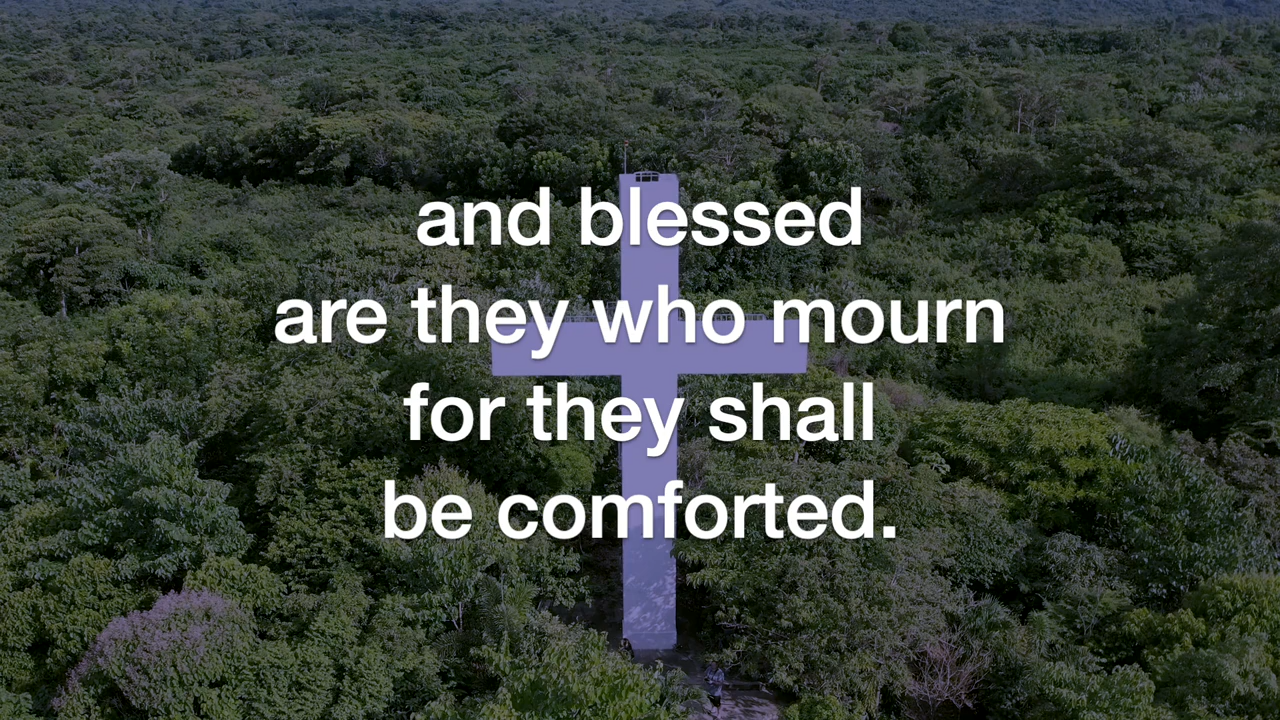 and blessed
are they who mourn
for they shall
be comforted.